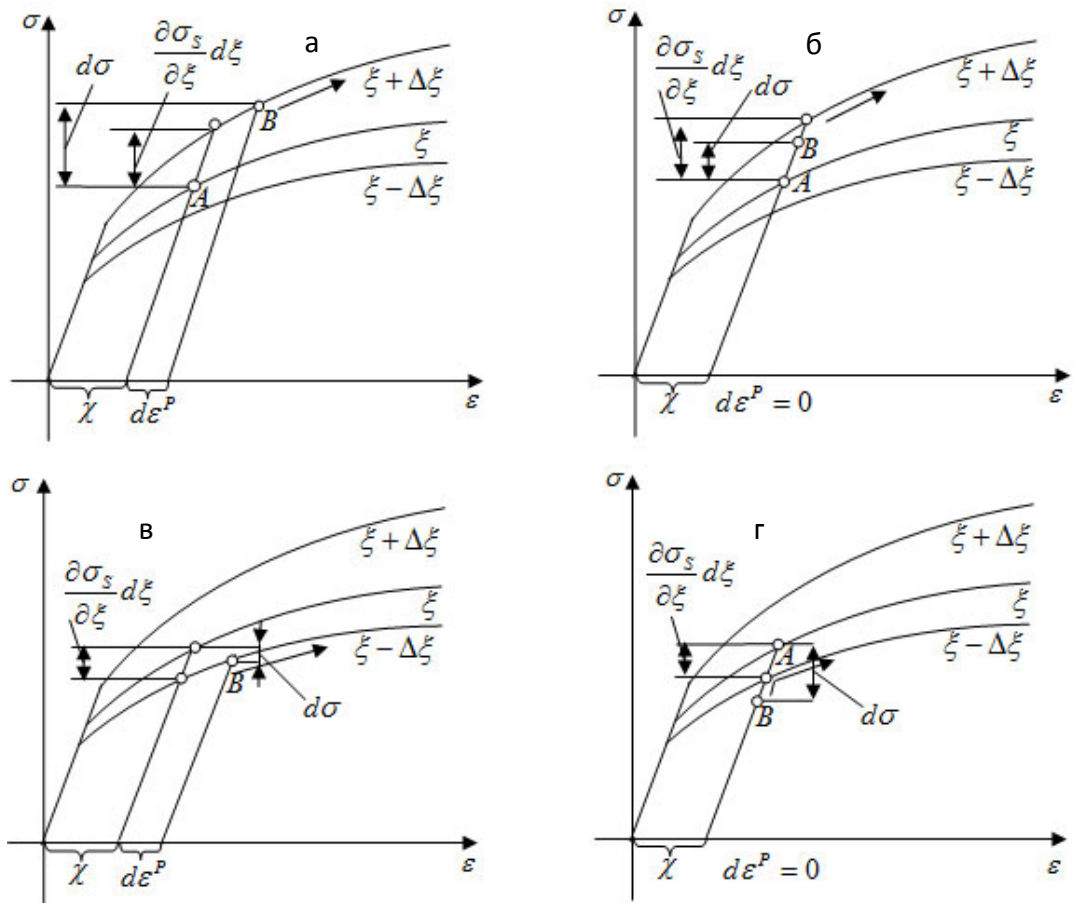 σ
а
∂σ_S/∂ξ dξ
dσ
ξ + Δξ
B
ξ
A
ξ − Δξ
χ
dε^P
ε
σ
б
∂σ_S/∂ξ dξ
dσ
ξ + Δξ
B
ξ
A
ξ − Δξ
χ
dε^P = 0
ε
σ
в
ξ + Δξ
∂σ_S/∂ξ dξ
ξ
ξ − Δξ
B
dσ
χ
dε^P
ε
σ
г
ξ + Δξ
∂σ_S/∂ξ dξ
ξ
A
ξ − Δξ
B
dσ
χ
dε^P = 0
ε